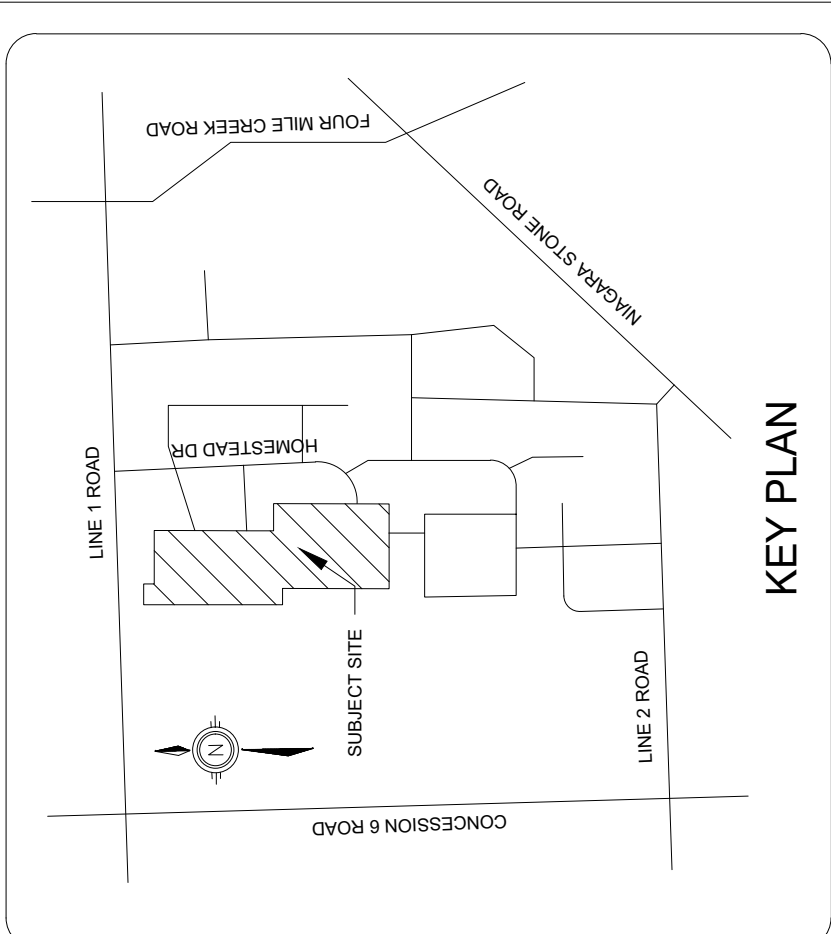 FOUR MILE CREEK ROAD
NIAGARA STONE ROAD
HOMESTEAD DR
LINE 1 ROAD
N
SUBJECT SITE
LINE 2 ROAD
CONCESSION 6 ROAD
KEY PLAN